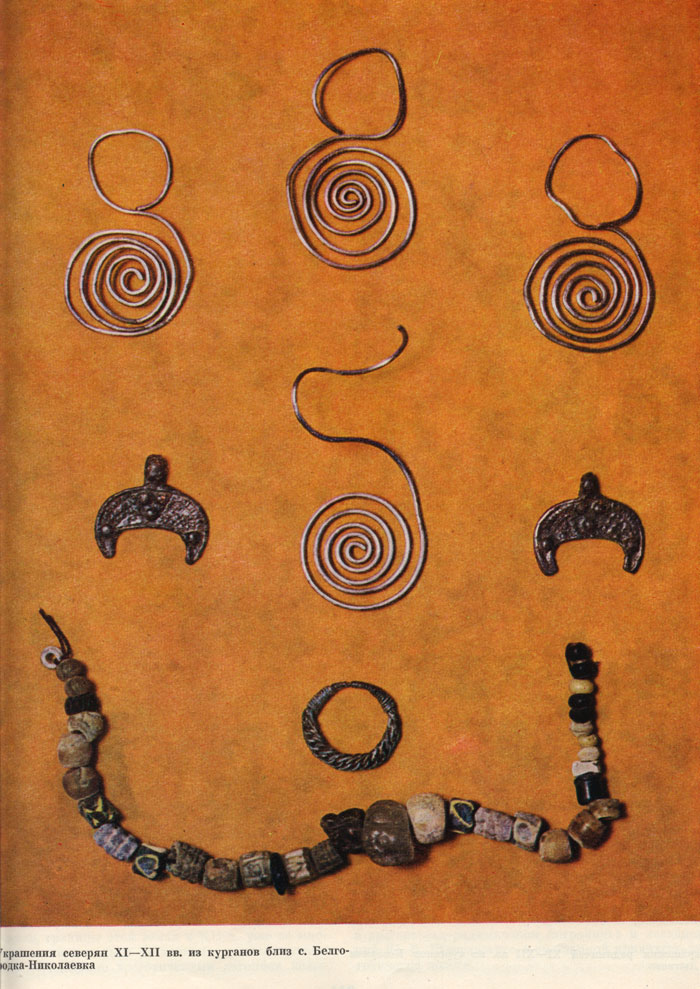 Украшения северян XI—XII вв. из курганов близ с. Белго-
родка-Николаевка